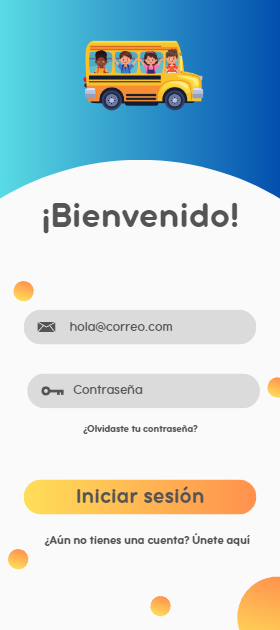 ¡Bienvenido!
hola@correo.com
Contraseña
¿Olvidaste tu contraseña?
Iniciar sesión
¿Aún no tienes una cuenta? Únete aquí